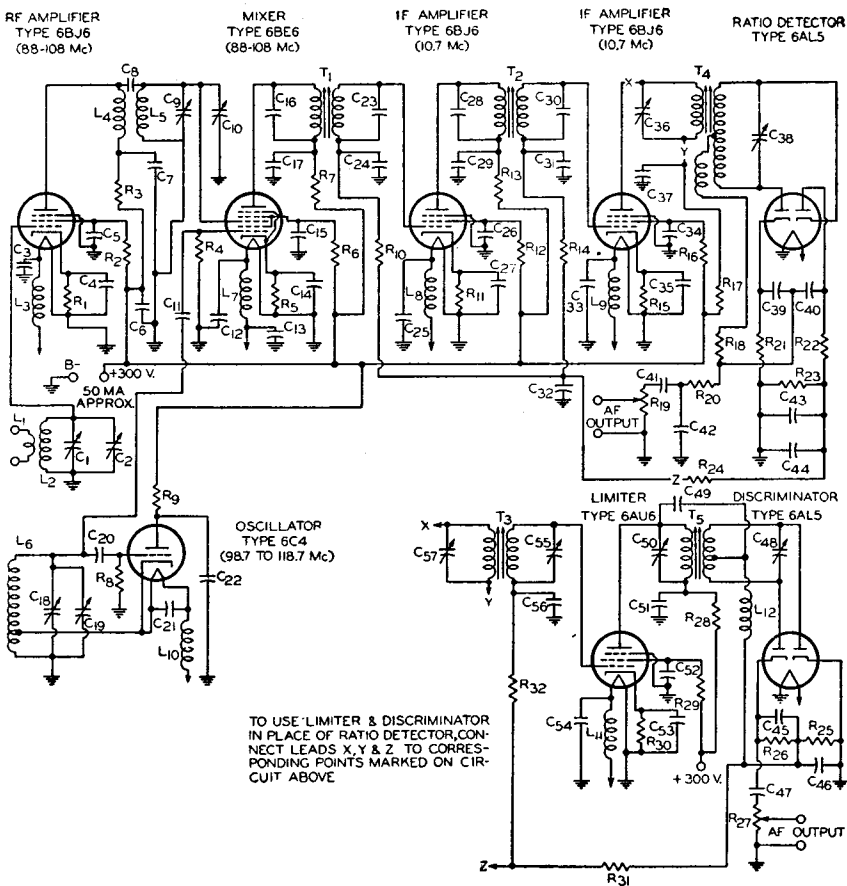 RF AMPLIFIER
TYPE 6BJ6
(88-108 Mc)
MIXER
TYPE 6BE6
(88-108 Mc)
IF AMPLIFIER
TYPE 6BJ6
(10.7 Mc)
IF AMPLIFIER
TYPE 6BJ6
(10.7 Mc)
RATIO DETECTOR
TYPE 6AL5
C8
L4
L5
C9
C10
C16
T1
C23
C28
T2
C30
X
C36
T4
C38
Y
R3
C7
C17
R7
C24
C29
R13
C31
C37
C3
L3
C5
R2
C4
R1
C6
C11
R4
L7
C12
C15
R6
R5
C14
C13
R10
C25
L8
C26
R12
R11
C27
R14
C33
L9
C34
R16
R15
C35
R17
R18
C39
C40
R21
R22
R23
C43
C44
B-
+300 V.
50 MA
APPROX.
C32
C41
R19
AF
OUTPUT
R20
C42
Z
R24
L1
L2
C1
C2
R9
OSCILLATOR
TYPE 6C4
(98.7 TO 118.7 Mc)
L6
C20
R8
C18
C19
C21
L10
C22
X
C57
T3
Y
C55
C56
LIMITER
TYPE 6AU6
C49
DISCRIMINATOR
TYPE 6AL5
C50
T5
C48
C51
R28
L12
R32
C54
L11
C52
R29
C53
R30
+300 V.
C45
R26
R25
C46
C47
R27
AF OUTPUT
Z
R31
TO USE LIMITER & DISCRIMINATOR
IN PLACE OF RATIO DETECTOR, CON-
NECT LEADS X, Y & Z TO CORRES-
PONDING POINTS MARKED ON CIR-
CUIT ABOVE